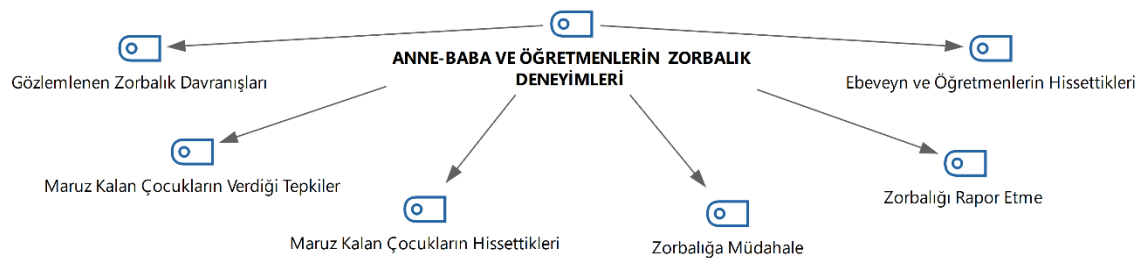 ANNE-BABA VE ÖĞRETMENLERİN ZORBALIK
DENEYİMLERİ
Gözlemlenen Zorbalık Davranışları
Ebeveyn ve Öğretmenlerin Hissettikleri
Maruz Kalan Çocukların Verdiği Tepkiler
Zorbalığı Rapor Etme
Maruz Kalan Çocukların Hissettikleri
Zorbalığa Müdahale